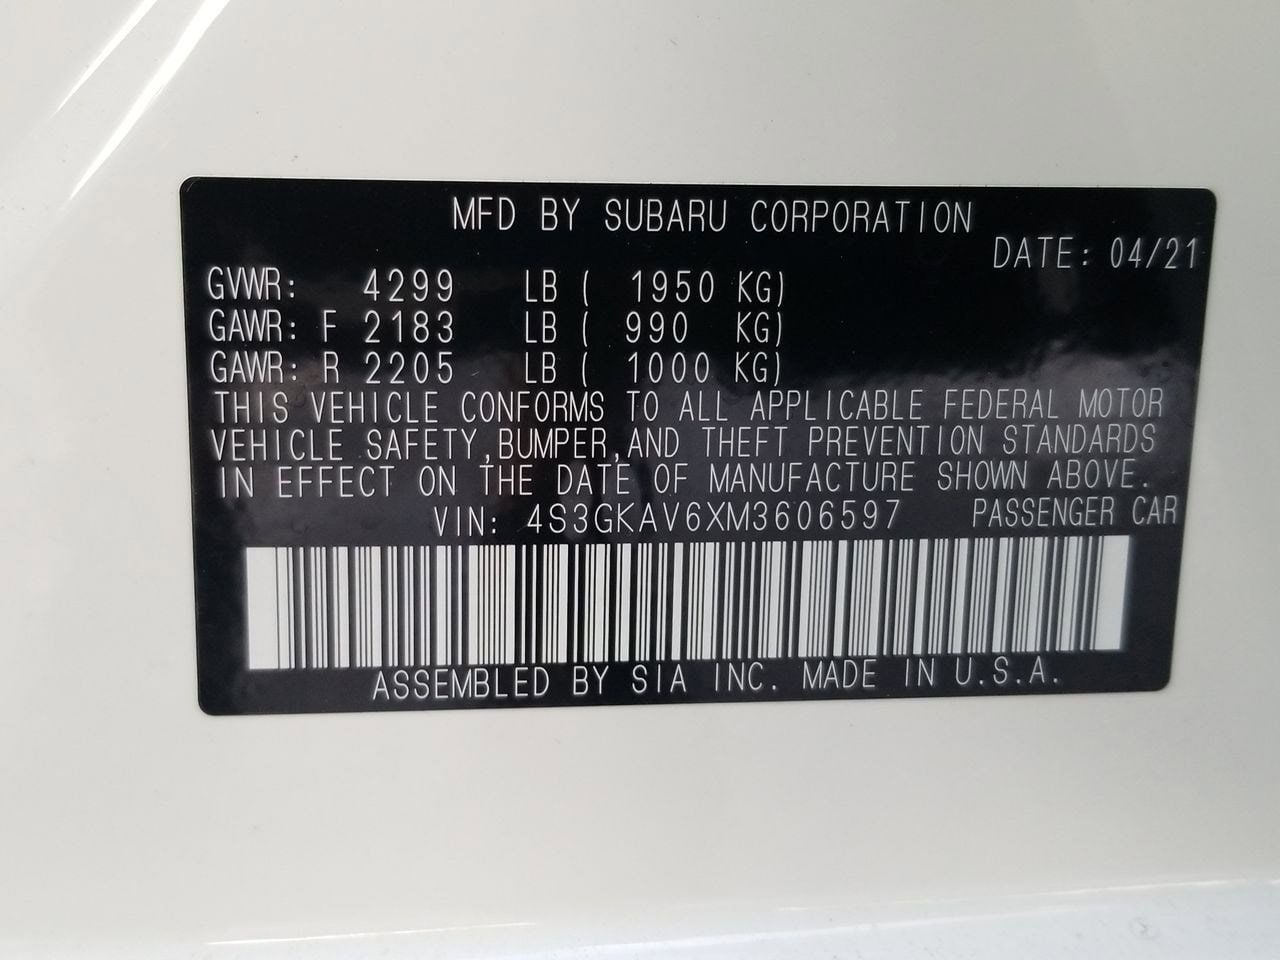 MFD BY SUBARU CORPORATION
DATE: 04/21
GVWR: 4299 LB ( 1950 KG)
GAWR: F 2183 LB ( 990 KG)
GAWR: R 2205 LB ( 1000 KG)
THIS VEHICLE CONFORMS TO ALL APPLICABLE FEDERAL MOTOR
VEHICLE SAFETY,BUMPER,AND THEFT PREVENTION STANDARDS
IN EFFECT ON THE DATE OF MANUFACTURE SHOWN ABOVE.
VIN: 4S3GKAV6XM3606597 PASSENGER CAR
ASSEMBLED BY SIA INC. MADE IN U.S.A.